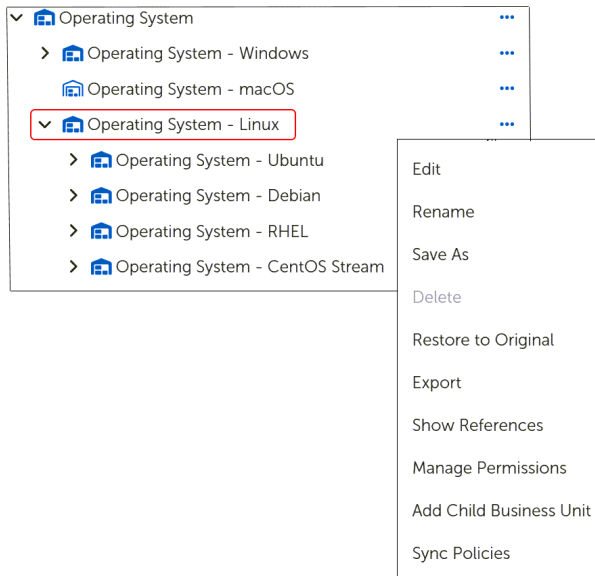 Operating System
Operating System - Windows
Operating System - macOS
Operating System - Linux
Operating System - Ubuntu
Operating System - Debian
Operating System - RHEL
Operating System - CentOS Stream
Edit
Rename
Save As
Delete
Restore to Original
Export
Show References
Manage Permissions
Add Child Business Unit
Sync Policies